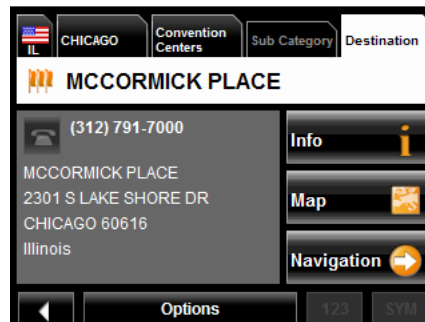 IL
CHICAGO
Convention
Centers
Sub Category
Destination
MCCORMICK PLACE
(312) 791-7000
MCCORMICK PLACE
2301 S LAKE SHORE DR
CHICAGO 60616
Illinois
Info
Map
Navigation
Options
123
SYM